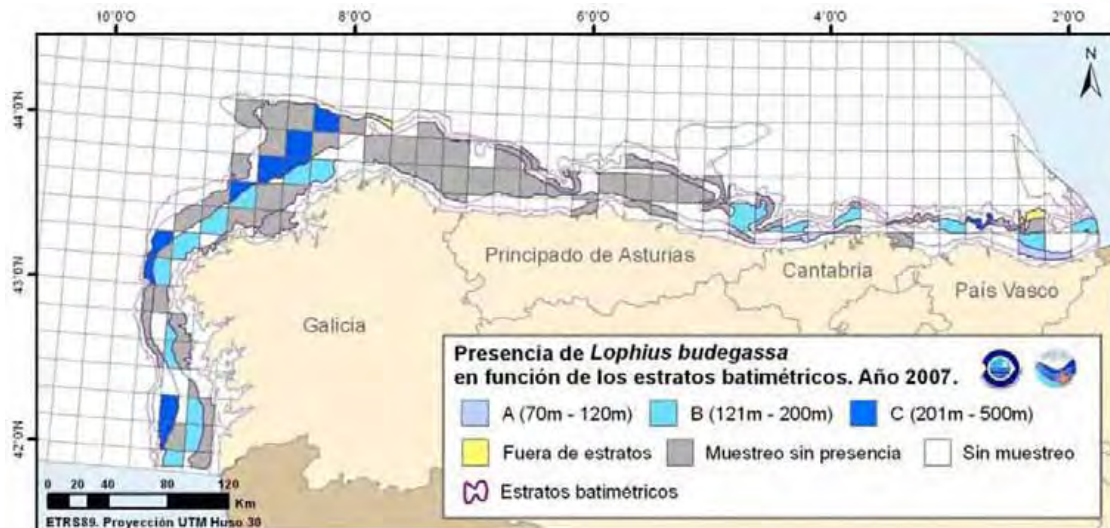 10°0'O 8°0'O 6°0'O 4°0'O 2°0'O
44°0'N
43°0'N
42°0'N
N
Principado de Asturias
Cantabria
País Vasco
Galicia
Presencia de Lophius budegassa
en función de los estratos batimétricos. Año 2007.
A (70m - 120m) B (121m - 200m) C (201m - 500m)
Fuera de estratos Muestreo sin presencia Sin muestreo
Estratos batimétricos
0 20 40 80 120
Km
ETRS89. Proyección UTM Huso 30